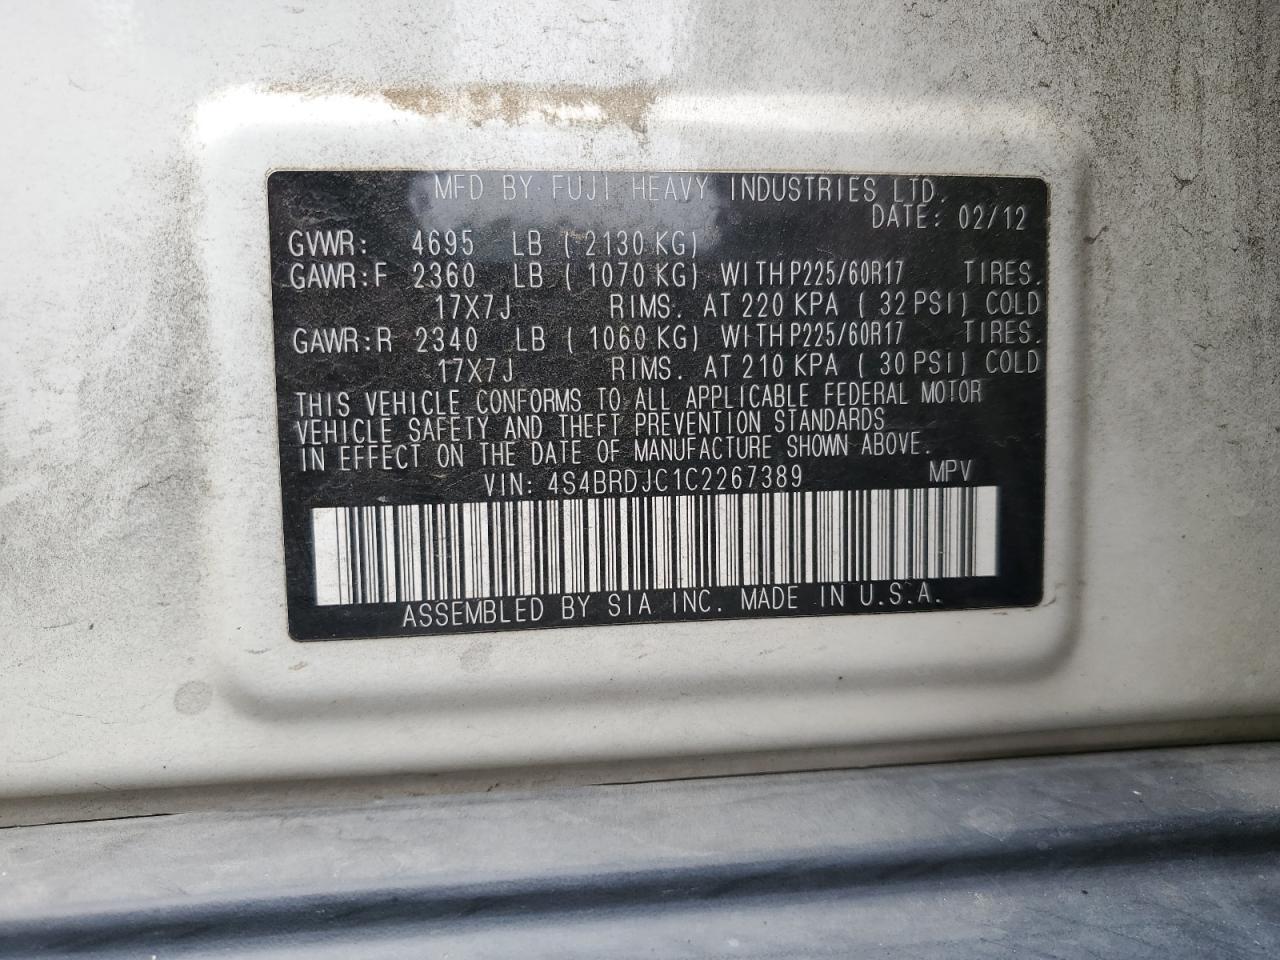 MFD BY FUJI HEAVY INDUSTRIES LTD.
DATE: 02/12
GVWR: 4695 LB ( 2130 KG)
GAWR:F 2360 LB ( 1070 KG) WITH P225/60R17 TIRES.
17X7J RIMS. AT 220 KPA ( 32 PSI) COLD
GAWR:R 2340 LB ( 1060 KG) WITH P225/60R17 TIRES.
17X7J RIMS. AT 210 KPA ( 30 PSI) COLD
THIS VEHICLE CONFORMS TO ALL APPLICABLE FEDERAL MOTOR
VEHICLE SAFETY AND THEFT PREVENTION STANDARDS
IN EFFECT ON THE DATE OF MANUFACTURE SHOWN ABOVE.
VIN: 4S4BRDJC1C2267389 MPV
ASSEMBLED BY SIA INC. MADE IN U.S.A.